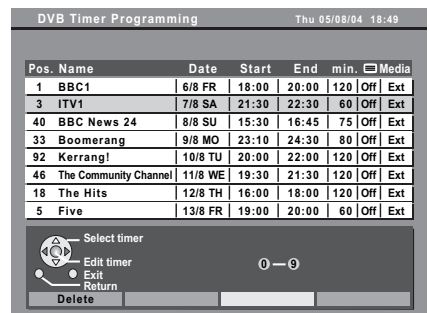 DVB Timer Programming Thu 05/08/04 18:49
Pos. Name Date Start End min. Media
1 BBC1 6/8 FR 18:00 20:00 120 Off Ext
3 ITV1 7/8 SA 21:30 22:30 60 Off Ext
40 BBC News 24 8/8 SU 15:30 16:45 75 Off Ext
33 Boomerang 9/8 MO 23:10 24:30 80 Off Ext
92 Kerrang! 10/8 TU 20:00 22:00 120 Off Ext
46 The Community Channel 11/8 WE 19:30 21:30 120 Off Ext
18 The Hits 12/8 TH 16:00 18:00 120 Off Ext
5 Five 13/8 FR 19:00 20:00 60 Off Ext
Select timer
Edit timer
0 — 9
Exit
Return
Delete